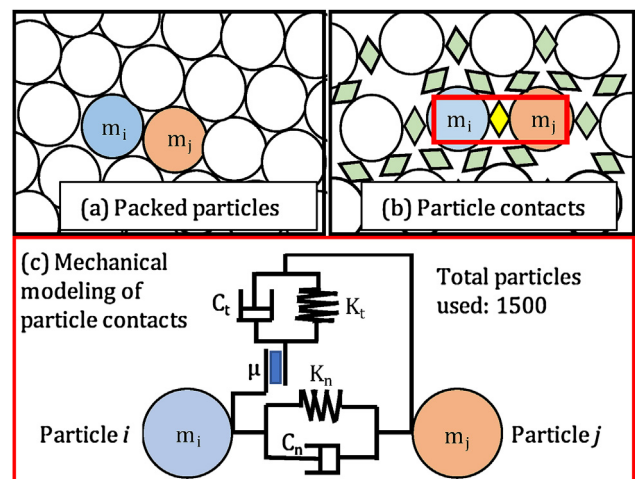 m_i
m_j
(a) Packed particles
m_i
m_j
(b) Particle contacts
(c) Mechanical
modeling of
particle contacts
C_t
K_t
Total particles
used: 1500
μ
K_n
C_n
Particle i
m_i
m_j
Particle j